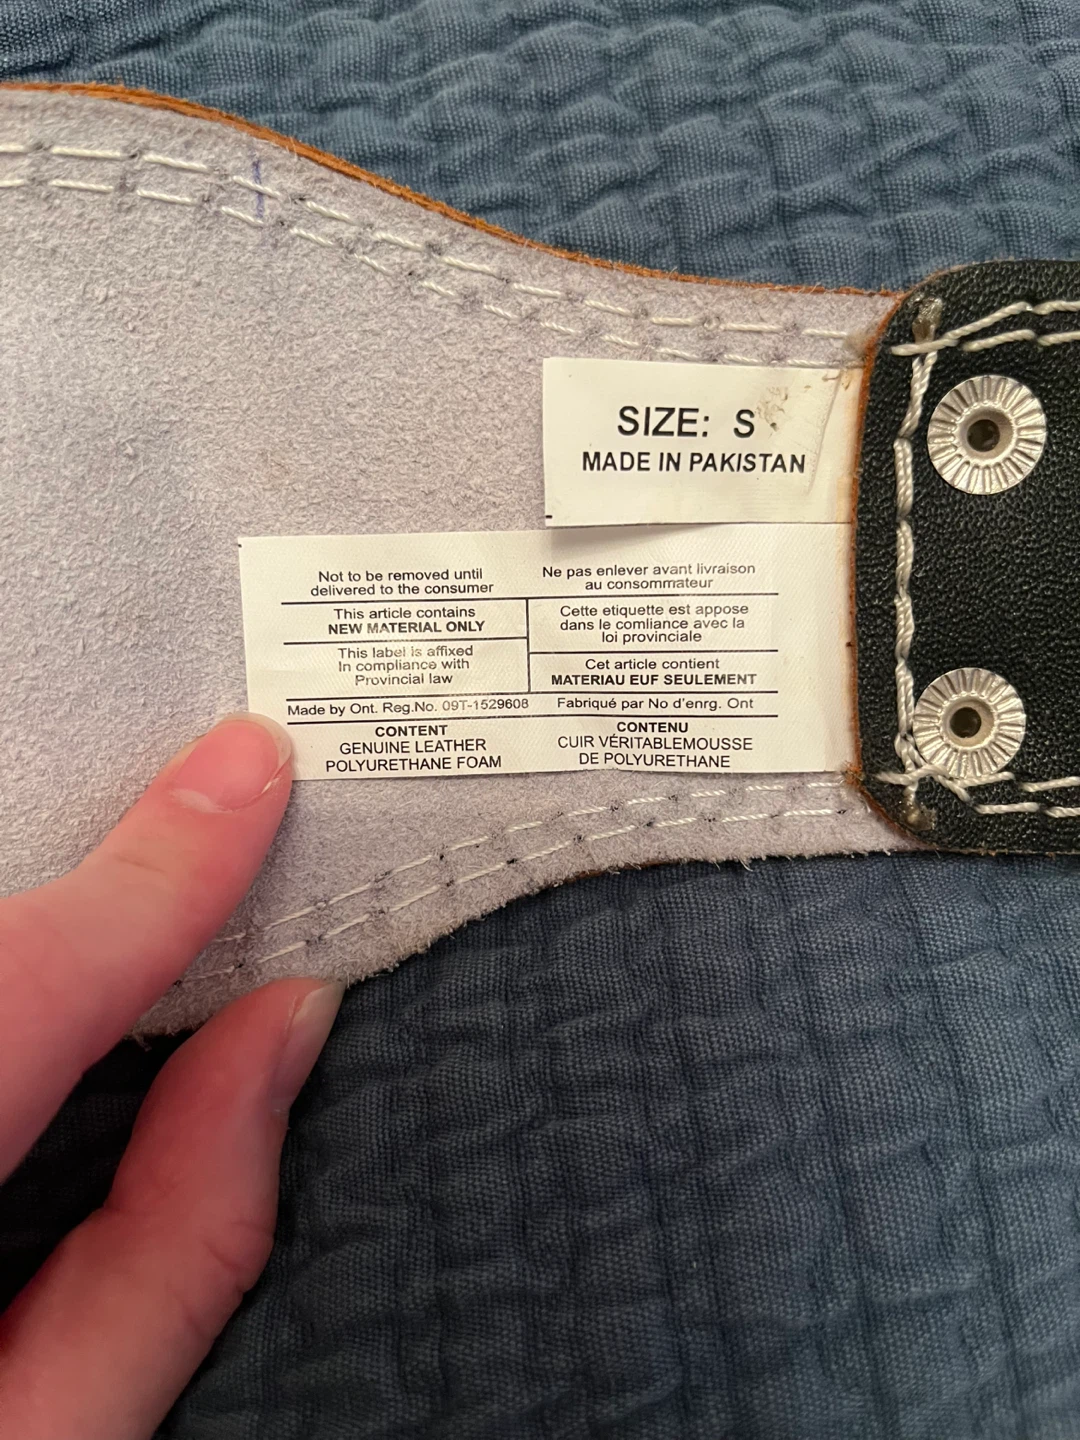 SIZE: S
MADE IN PAKISTAN
Not to be removed until
delivered to the consumer
Ne pas enlever avant livraison
au consommateur
This article contains
NEW MATERIAL ONLY
This label is affixed
In compliance with
Provincial law
Cette etiquette est appose
dans le comliance avec la
loi provinciale
Cet article contient
MATERIAU EUF SEULEMENT
Made by Ont. Reg.No. 09T-1529608
Fabriqué par No d'enrg. Ont
CONTENT
GENUINE LEATHER
POLYURETHANE FOAM
CONTENU
CUIR VÉRITABLEMOUSSE
DE POLYURETHANE